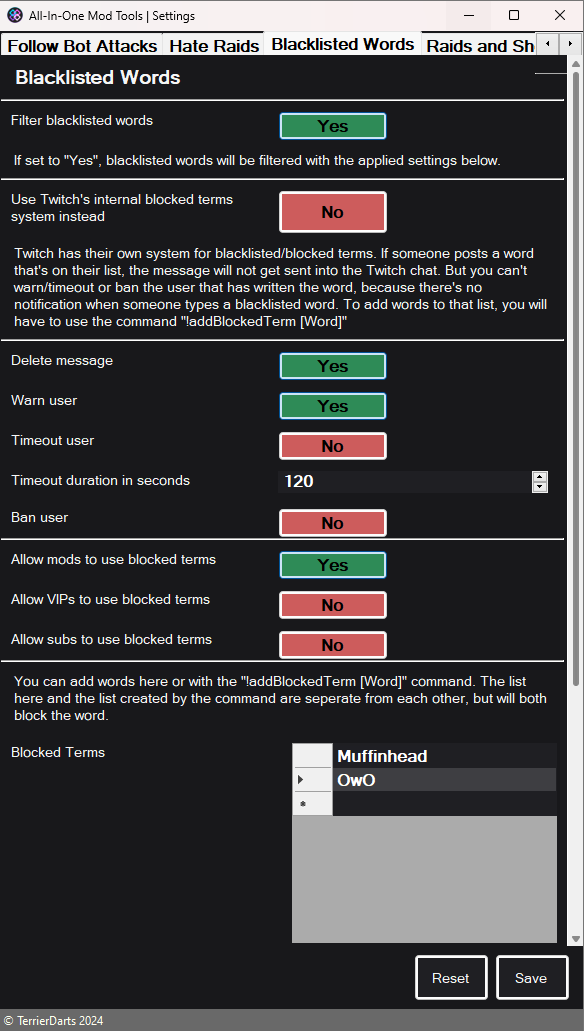 All-In-One Mod Tools | Settings
Follow Bot Attacks Hate Raids Blacklisted Words Raids and Sh
Blacklisted Words
Filter blacklisted words Yes
If set to "Yes", blacklisted words will be filtered with the applied settings below.
Use Twitch's internal blocked terms
system instead
No
Twitch has their own system for blacklisted/blocked terms. If someone posts a word
that's on their list, the message will not get sent into the Twitch chat. But you can't
warn/timeout or ban the user that has written the word, because there's no
notification when someone types a blacklisted word. To add words to that list, you will
have to use the command "!addBlockedTerm [Word]"
Delete message Yes
Warn user Yes
Timeout user No
Timeout duration in seconds 120
Ban user No
Allow mods to use blocked terms Yes
Allow VIPs to use blocked terms No
Allow subs to use blocked terms No
You can add words here or with the "!addBlockedTerm [Word]" command. The list
here and the list created by the command are seperate from each other, but will both
block the word.
Blocked Terms
Muffinhead
OwO
*
Reset Save
© TerrierDarts 2024